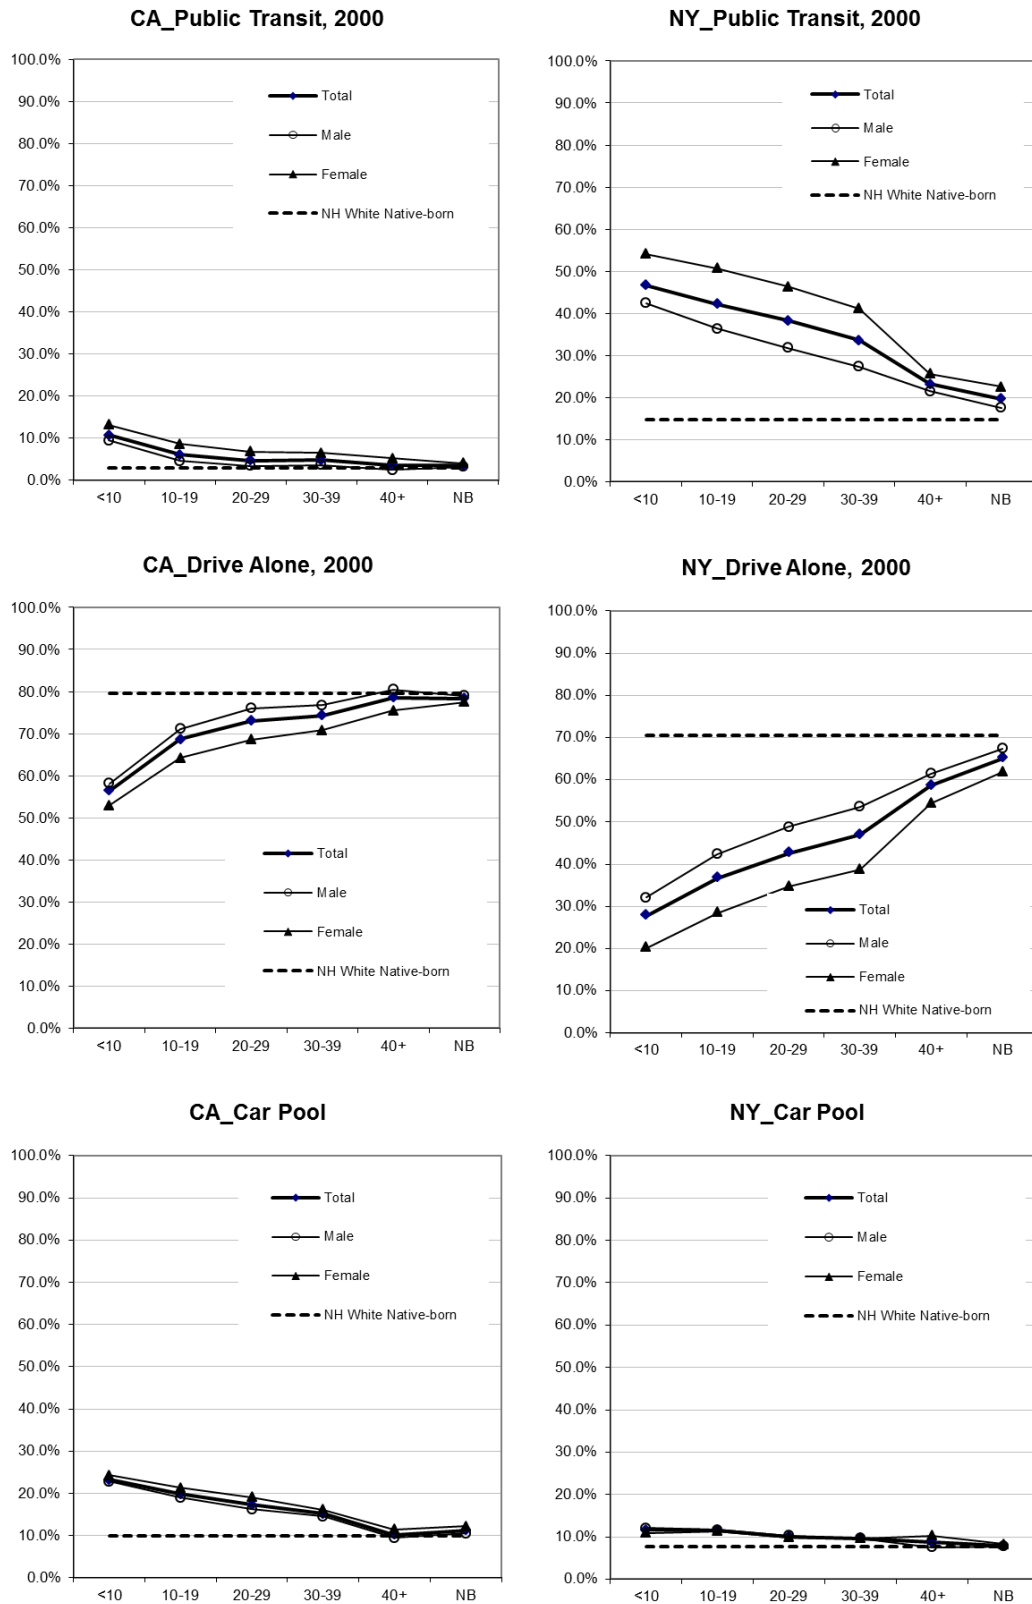 CA_Public Transit, 2000
100.0%
90.0%
80.0%
70.0%
60.0%
50.0%
40.0%
30.0%
20.0%
10.0%
0.0%
Total
Male
Female
NH White Native-born
<10 10-19 20-29 30-39 40+ NB
NY_Public Transit, 2000
100.0%
90.0%
80.0%
70.0%
60.0%
50.0%
40.0%
30.0%
20.0%
10.0%
0.0%
Total
Male
Female
NH White Native-born
<10 10-19 20-29 30-39 40+ NB
CA_Drive Alone, 2000
100.0%
90.0%
80.0%
70.0%
60.0%
50.0%
40.0%
30.0%
20.0%
10.0%
0.0%
Total
Male
Female
NH White Native-born
<10 10-19 20-29 30-39 40+ NB
NY_Drive Alone, 2000
100.0%
90.0%
80.0%
70.0%
60.0%
50.0%
40.0%
30.0%
20.0%
10.0%
0.0%
Total
Male
Female
NH White Native-born
<10 10-19 20-29 30-39 40+ NB
CA_Car Pool
100.0%
90.0%
80.0%
70.0%
60.0%
50.0%
40.0%
30.0%
20.0%
10.0%
0.0%
Total
Male
Female
NH White Native-born
<10 10-19 20-29 30-39 40+ NB
NY_Car Pool
100.0%
90.0%
80.0%
70.0%
60.0%
50.0%
40.0%
30.0%
20.0%
10.0%
0.0%
Total
Male
Female
NH White Native-born
<10 10-19 20-29 30-39 40+ NB